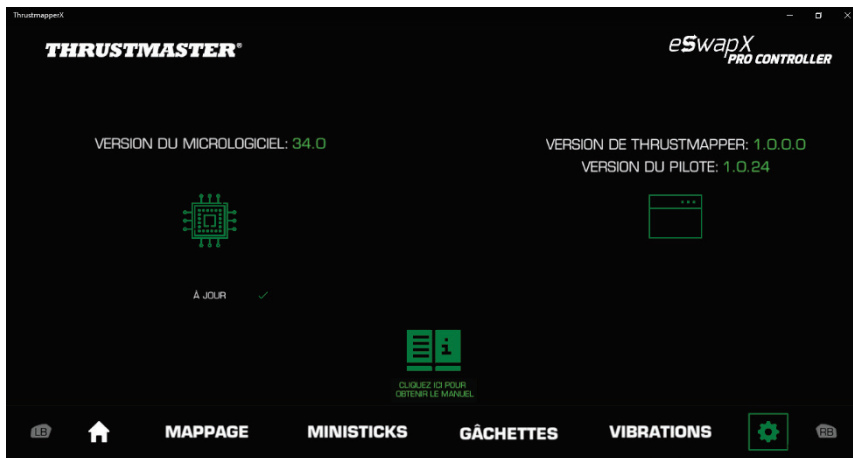 ThrustmapperX
THRUSTMASTER®
eSwapX
PRO CONTROLLER
VERSION DU MICROLOGICIEL: 34.0
VERSION DE THRUSTMAPPER: 1.0.0.0
VERSION DU PILOTE: 1.0.24
À JOUR
i
CLIQUEZ ICI POUR
OBTENIR LE MANUEL
LB
MAPPAGE
MINISTICKS
GÂCHETTES
VIBRATIONS
RB